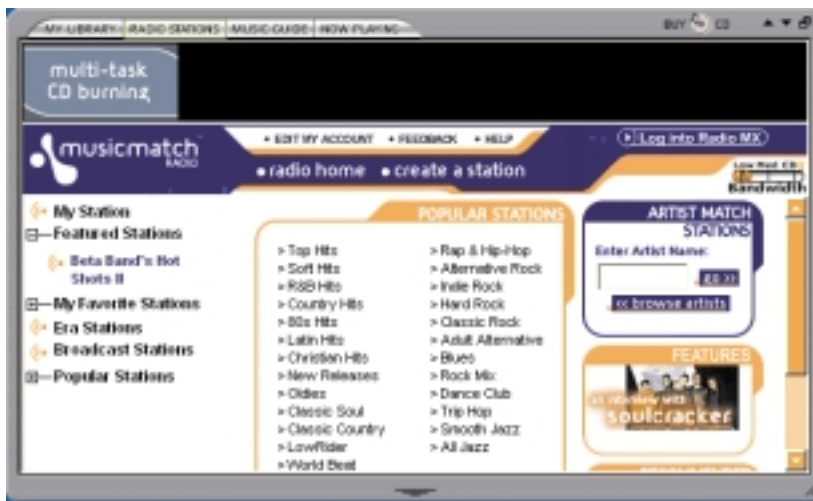 MY LIBRARY RADIO STATIONS MUSIC GUIDE NOW PLAYING BUY CD
multi-task
CD burning
musicmatch
RADIO
+ EDIT MY ACCOUNT + FEEDBACK + HELP
Log into Radio MX
• radio home • create a station
Low Med CD
Bandwidth
My Station
Featured Stations
Beta Band's Hot
Shots II
My Favorite Stations
Era Stations
Broadcast Stations
Popular Stations
POPULAR STATIONS
> Top Hits
> Soft Hits
> R&B Hits
> Country Hits
> 80s Hits
> Latin Hits
> Christian Hits
> New Releases
> Oldies
> Classic Soul
> Classic Country
> LowRider
> World Beat
> Rap & Hip-Hop
> Alternative Rock
> Indie Rock
> Hard Rock
> Classic Rock
> Adult Alternative
> Blues
> Rock Mix
> Dance Club
> Trip Hop
> Smooth Jazz
> All Jazz
ARTIST MATCH
STATIONS
Enter Artist Name:
go >>
<< browse artists
FEATURES
an interview with
soulcracker